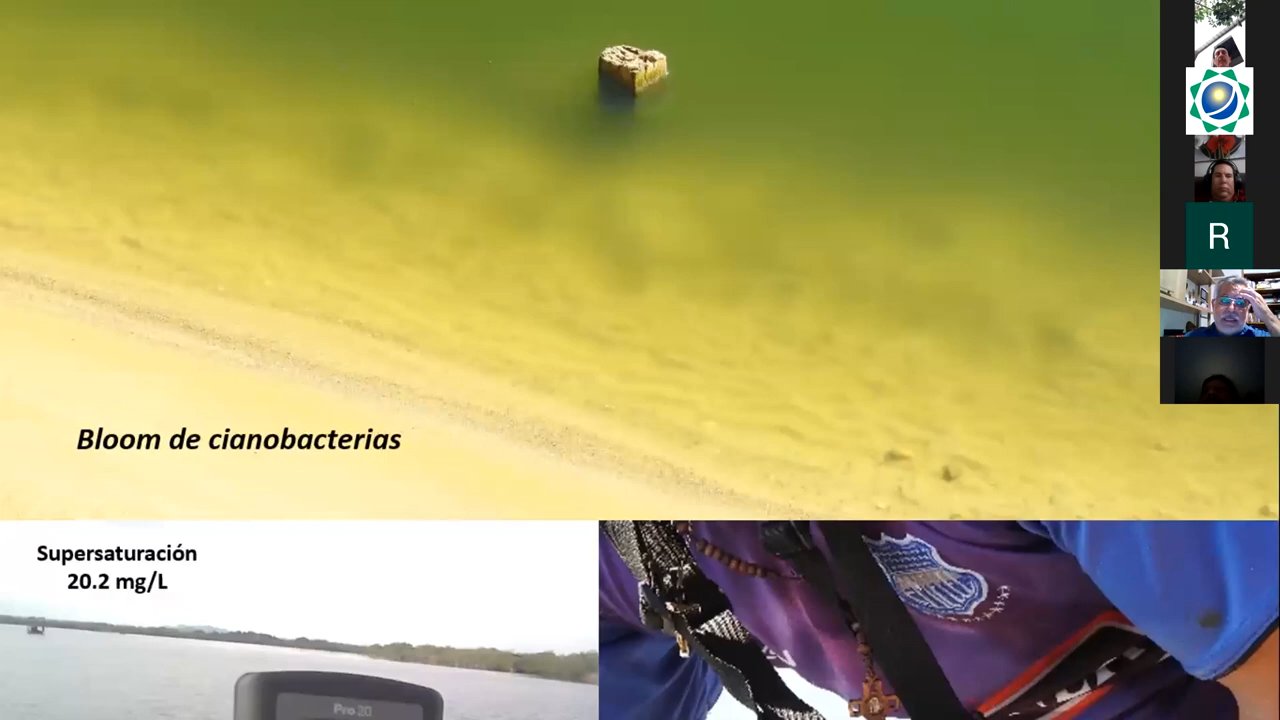 Bloom de cianobacterias
Supersaturación
20.2 mg/L
Pro20
R